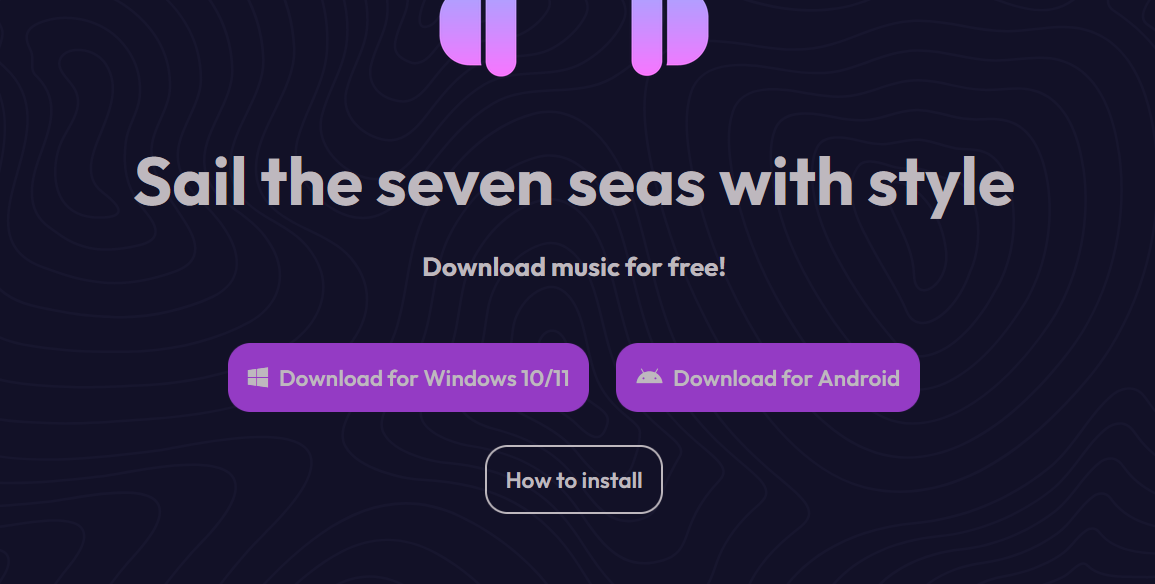 Sail the seven seas with style
Download music for free!
Download for Windows 10/11
Download for Android
How to install